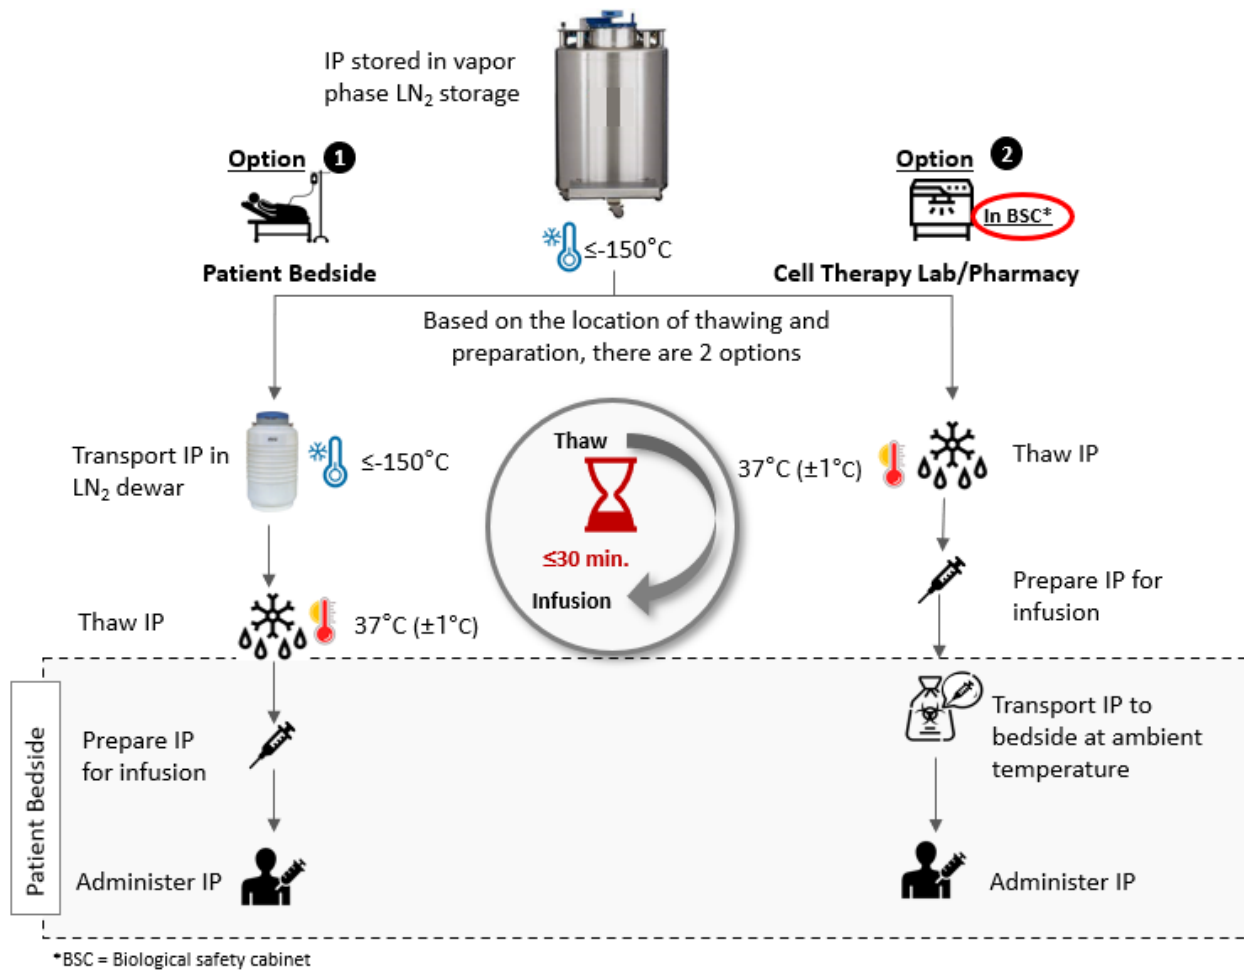 IP stored in vapor
phase LN₂ storage
Option 1
Option 2
In BSC*
≤-150°C
Patient Bedside
Cell Therapy Lab/Pharmacy
Based on the location of thawing and
preparation, there are 2 options
Transport IP in
LN₂ dewar
≤-150°C
Thaw
≤30 min.
Infusion
37°C (±1°C)
Thaw IP
Thaw IP
37°C (±1°C)
Prepare IP for
infusion
Patient Bedside
Prepare IP
for infusion
Transport IP to
bedside at ambient
temperature
Administer IP
Administer IP
*BSC = Biological safety cabinet